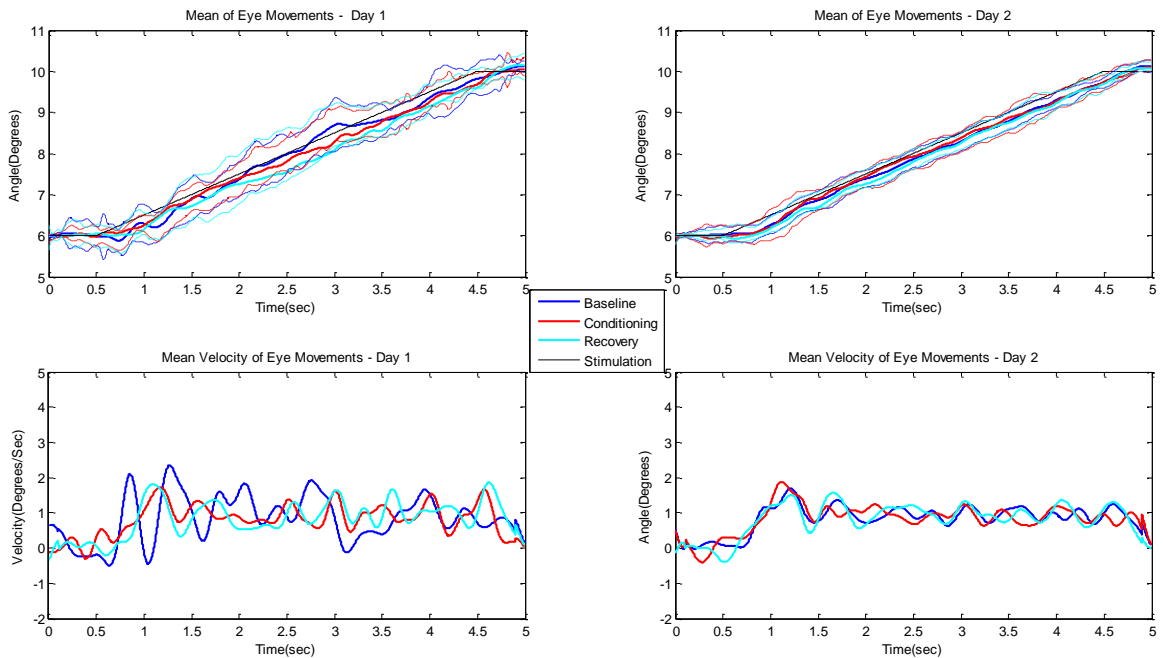 Mean of Eye Movements - Day 1
11
10
9
8
7
6
5
Angle(Degrees)
0 0.5 1 1.5 2 2.5 3 3.5 4 4.5 5
Time(sec)
Mean of Eye Movements - Day 2
11
10
9
8
7
6
5
Angle(Degrees)
0 0.5 1 1.5 2 2.5 3 3.5 4 4.5 5
Time(sec)
Baseline
Conditioning
Recovery
Stimulation
Mean Velocity of Eye Movements - Day 1
5
4
3
2
1
0
-1
-2
Velocity(Degrees/Sec)
0 0.5 1 1.5 2 2.5 3 3.5 4 4.5 5
Time(sec)
Mean Velocity of Eye Movements - Day 2
5
4
3
2
1
0
-1
-2
Angle(Degrees)
0 0.5 1 1.5 2 2.5 3 3.5 4 4.5 5
Time(sec)